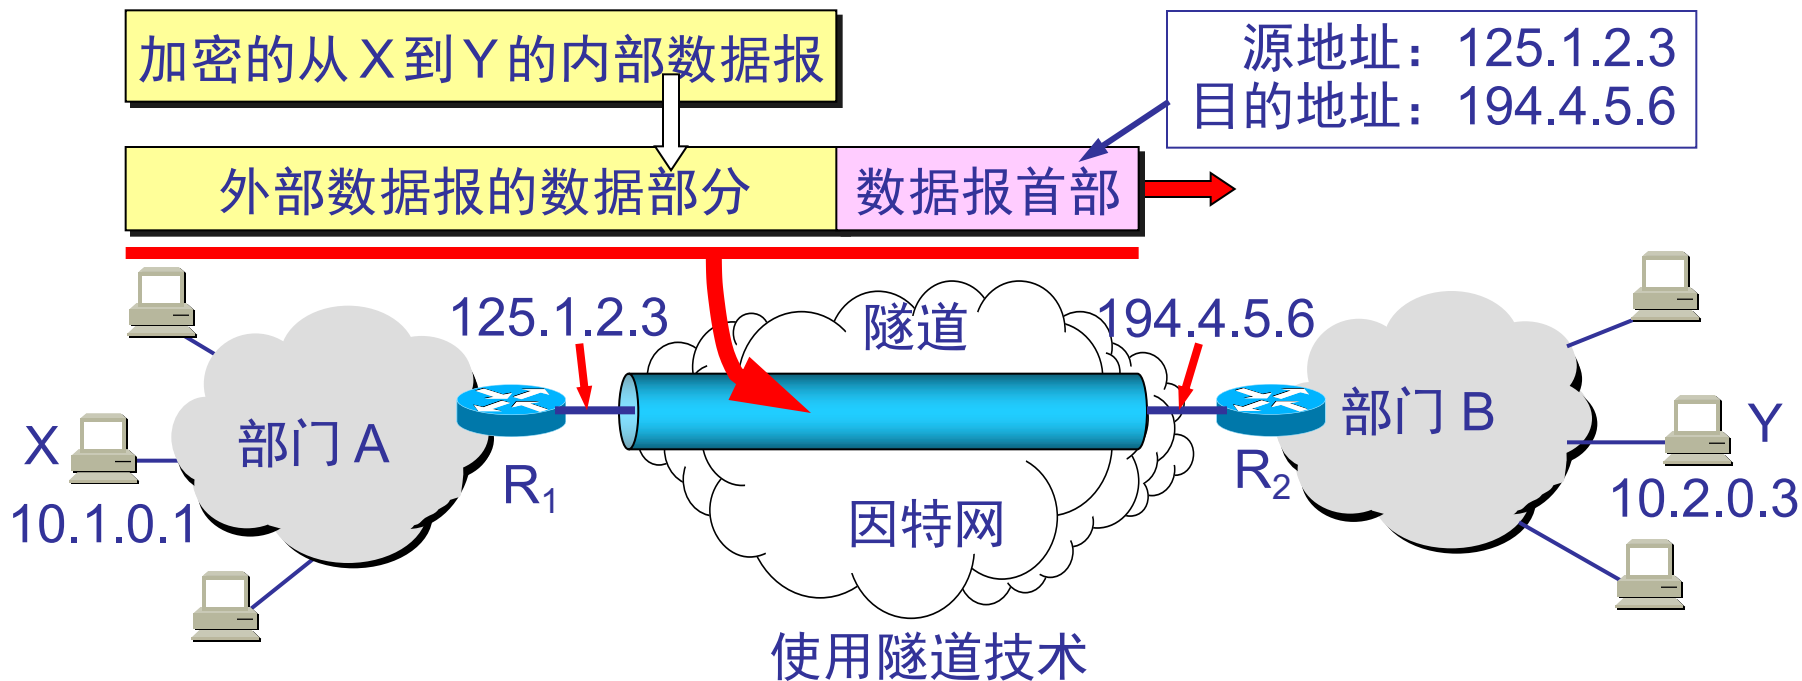 加密的从 X 到 Y 的内部数据报
源地址：125.1.2.3
目的地址：194.4.5.6
外部数据报的数据部分
数据报首部
125.1.2.3
隧道
194.4.5.6
部门 A
部门 B
X
Y
R1
R2
10.1.0.1
10.2.0.3
因特网
使用隧道技术